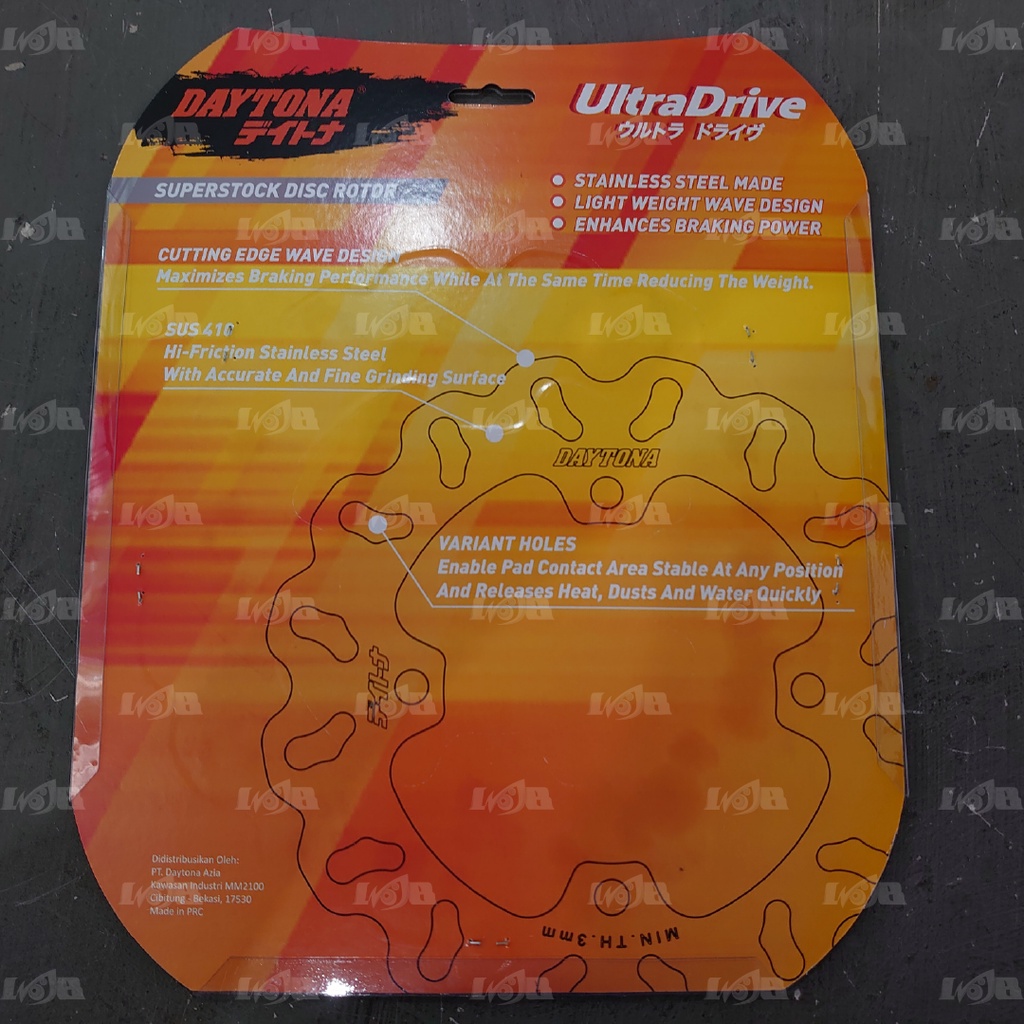 DAYTONA®
デイトナ
UltraDrive
ウルトラ ドライヴ
SUPERSTOCK DISC ROTOR
STAINLESS STEEL MADE
LIGHT WEIGHT WAVE DESIGN
ENHANCES BRAKING POWER
CUTTING EDGE WAVE DESIGN
Maximizes Braking Performance While At The Same Time Reducing The Weight.
SUS 410
Hi-Friction Stainless Steel
With Accurate And Fine Grinding Surface
DAYTONA
VARIANT HOLES
Enable Pad Contact Area Stable At Any Position
And Releases Heat, Dusts And Water Quickly
デイトナ
MIN.TH.3mm
Didistribusikan Oleh:
PT. Daytona Azia
Kawasan Industri MM2100
Cibitung - Bekasi, 17530
Made in PRC